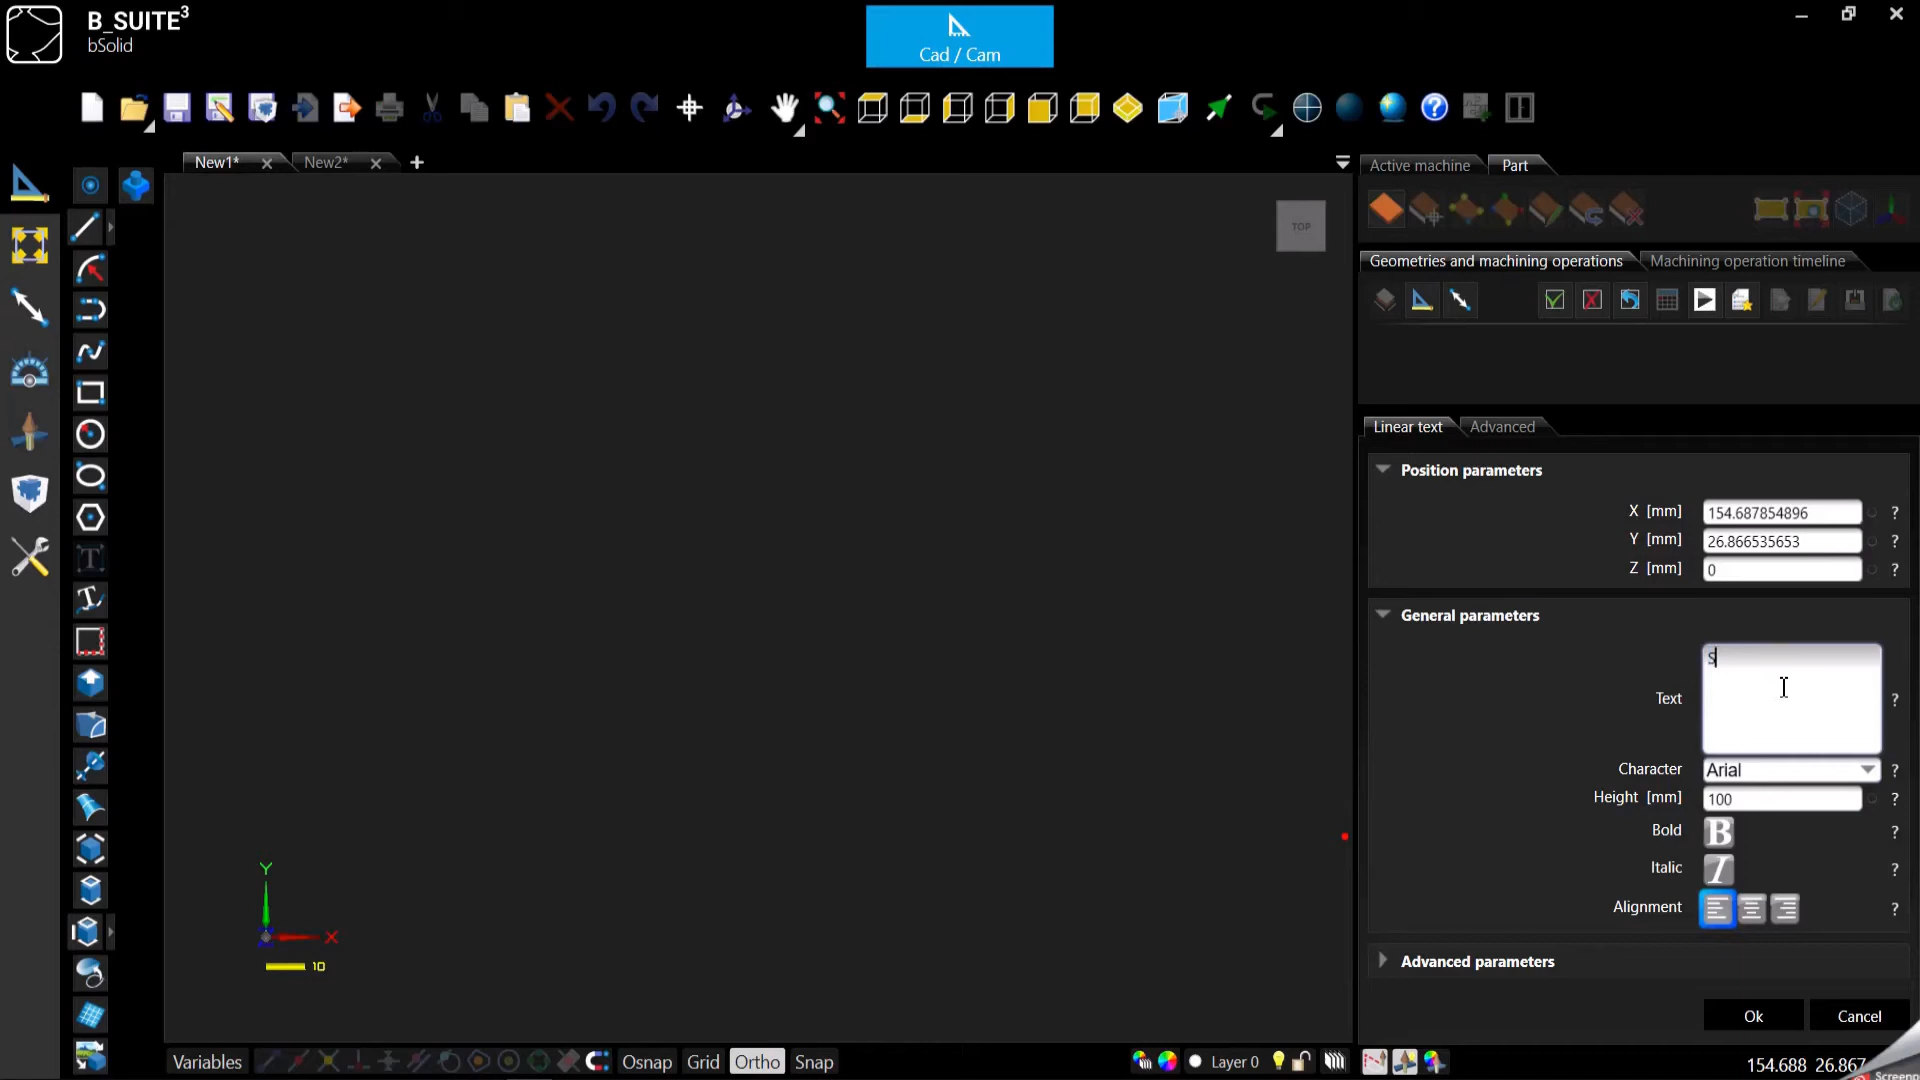 B_SUITE³
bSolid
Cad / Cam
New1*
New2*
Active machine
Part
TOP
Geometries and machining operations
Machining operation timeline
Linear text
Advanced
Position parameters
X [mm] 154.687854896 ?
Y [mm] 26.866535653 ?
Z [mm] 0 ?
General parameters
S
Text ?
Character Arial ?
Height [mm] 100 ?
Bold B ?
Italic I ?
Alignment ?
Advanced parameters
Ok Cancel
Y
X
10
Variables
Osnap
Grid
Ortho
Snap
Layer 0
154.688 26.867